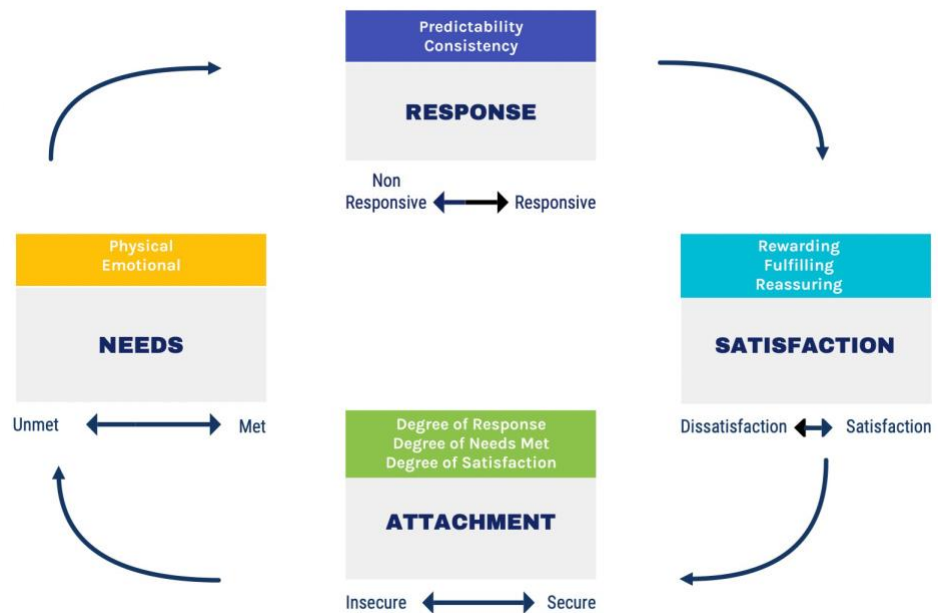 Predictability
Consistency
RESPONSE
Non
Responsive
Responsive
Physical
Emotional
NEEDS
Unmet
Met
Rewarding
Fulfilling
Reassuring
SATISFACTION
Dissatisfaction
Satisfaction
Degree of Response
Degree of Needs Met
Degree of Satisfaction
ATTACHMENT
Insecure
Secure